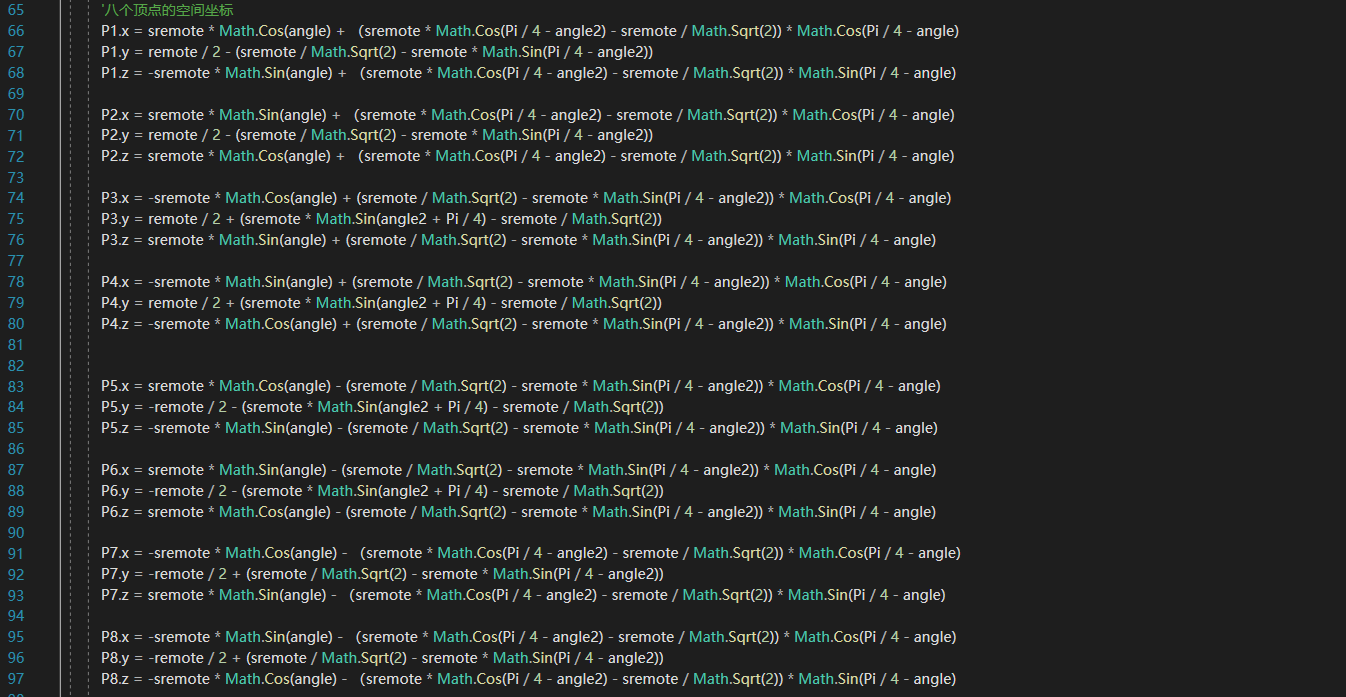 65 '八个顶点的空间坐标
66 P1.x = sremote * Math.Cos(angle) + (sremote * Math.Cos(Pi / 4 - angle2) - sremote / Math.Sqrt(2)) * Math.Cos(Pi / 4 - angle)
67 P1.y = remote / 2 - (sremote / Math.Sqrt(2) - sremote * Math.Sin(Pi / 4 - angle2))
68 P1.z = -sremote * Math.Sin(angle) + (sremote * Math.Cos(Pi / 4 - angle2) - sremote / Math.Sqrt(2)) * Math.Sin(Pi / 4 - angle)
69
70 P2.x = sremote * Math.Sin(angle) + (sremote * Math.Cos(Pi / 4 - angle2) - sremote / Math.Sqrt(2)) * Math.Cos(Pi / 4 - angle)
71 P2.y = remote / 2 - (sremote / Math.Sqrt(2) - sremote * Math.Sin(Pi / 4 - angle2))
72 P2.z = sremote * Math.Cos(angle) + (sremote * Math.Cos(Pi / 4 - angle2) - sremote / Math.Sqrt(2)) * Math.Sin(Pi / 4 - angle)
73
74 P3.x = -sremote * Math.Cos(angle) + (sremote / Math.Sqrt(2) - sremote * Math.Sin(Pi / 4 - angle2)) * Math.Cos(Pi / 4 - angle)
75 P3.y = remote / 2 + (sremote * Math.Sin(angle2 + Pi / 4) - sremote / Math.Sqrt(2))
76 P3.z = sremote * Math.Sin(angle) + (sremote / Math.Sqrt(2) - sremote * Math.Sin(Pi / 4 - angle2)) * Math.Sin(Pi / 4 - angle)
77
78 P4.x = -sremote * Math.Sin(angle) + (sremote / Math.Sqrt(2) - sremote * Math.Sin(Pi / 4 - angle2)) * Math.Cos(Pi / 4 - angle)
79 P4.y = remote / 2 + (sremote * Math.Sin(angle2 + Pi / 4) - sremote / Math.Sqrt(2))
80 P4.z = -sremote * Math.Cos(angle) + (sremote / Math.Sqrt(2) - sremote * Math.Sin(Pi / 4 - angle2)) * Math.Sin(Pi / 4 - angle)
81
82
83 P5.x = sremote * Math.Cos(angle) - (sremote / Math.Sqrt(2) - sremote * Math.Sin(Pi / 4 - angle2)) * Math.Cos(Pi / 4 - angle)
84 P5.y = -remote / 2 - (sremote * Math.Sin(angle2 + Pi / 4) - sremote / Math.Sqrt(2))
85 P5.z = -sremote * Math.Sin(angle) - (sremote / Math.Sqrt(2) - sremote * Math.Sin(Pi / 4 - angle2)) * Math.Sin(Pi / 4 - angle)
86
87 P6.x = sremote * Math.Sin(angle) - (sremote / Math.Sqrt(2) - sremote * Math.Sin(Pi / 4 - angle2)) * Math.Cos(Pi / 4 - angle)
88 P6.y = -remote / 2 - (sremote * Math.Sin(angle2 + Pi / 4) - sremote / Math.Sqrt(2))
89 P6.z = sremote * Math.Cos(angle) - (sremote / Math.Sqrt(2) - sremote * Math.Sin(Pi / 4 - angle2)) * Math.Sin(Pi / 4 - angle)
90
91 P7.x = -sremote * Math.Cos(angle) - (sremote * Math.Cos(Pi / 4 - angle2) - sremote / Math.Sqrt(2)) * Math.Cos(Pi / 4 - angle)
92 P7.y = -remote / 2 + (sremote / Math.Sqrt(2) - sremote * Math.Sin(Pi / 4 - angle2))
93 P7.z = sremote * Math.Sin(angle) - (sremote * Math.Cos(Pi / 4 - angle2) - sremote / Math.Sqrt(2)) * Math.Sin(Pi / 4 - angle)
94
95 P8.x = -sremote * Math.Sin(angle) - (sremote * Math.Cos(Pi / 4 - angle2) - sremote / Math.Sqrt(2)) * Math.Cos(Pi / 4 - angle)
96 P8.y = -remote / 2 + (sremote / Math.Sqrt(2) - sremote * Math.Sin(Pi / 4 - angle2))
97 P8.z = -sremote * Math.Cos(angle) - (sremote * Math.Cos(Pi / 4 - angle2) - sremote / Math.Sqrt(2)) * Math.Sin(Pi / 4 - angle)